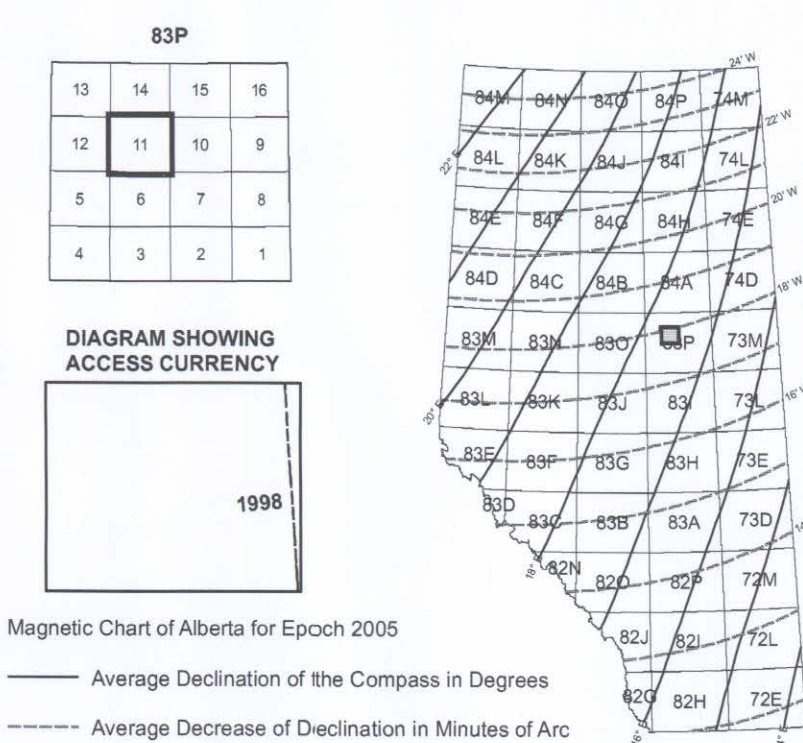 83P
13 14 15 16
12 11 10 9
5 6 7 8
4 3 2 1
DIAGRAM SHOWING
ACCESS CURRENCY
1998
Magnetic Chart of Alberta for Epoch 2005
Average Declination of the Compass in Degrees
Average Decrease of Declination in Minutes of Arc
24' W
84M 84N 84O 84P 74M
22' W
22° E
84L 84K 84J 84I 74L
20' W
84E 84F 84G 84H 74E
84D 84C 84B 84A 74D
18' W
83M 83N 83O 83P 73M
20° E
83L 83K 83J 83I 73L
16' W
83E 83F 83G 83H 73E
83D 83C 83B 83A 73D
18° E
82N 82O 82P 72M
82J 82I 72L
82G 82H 72E